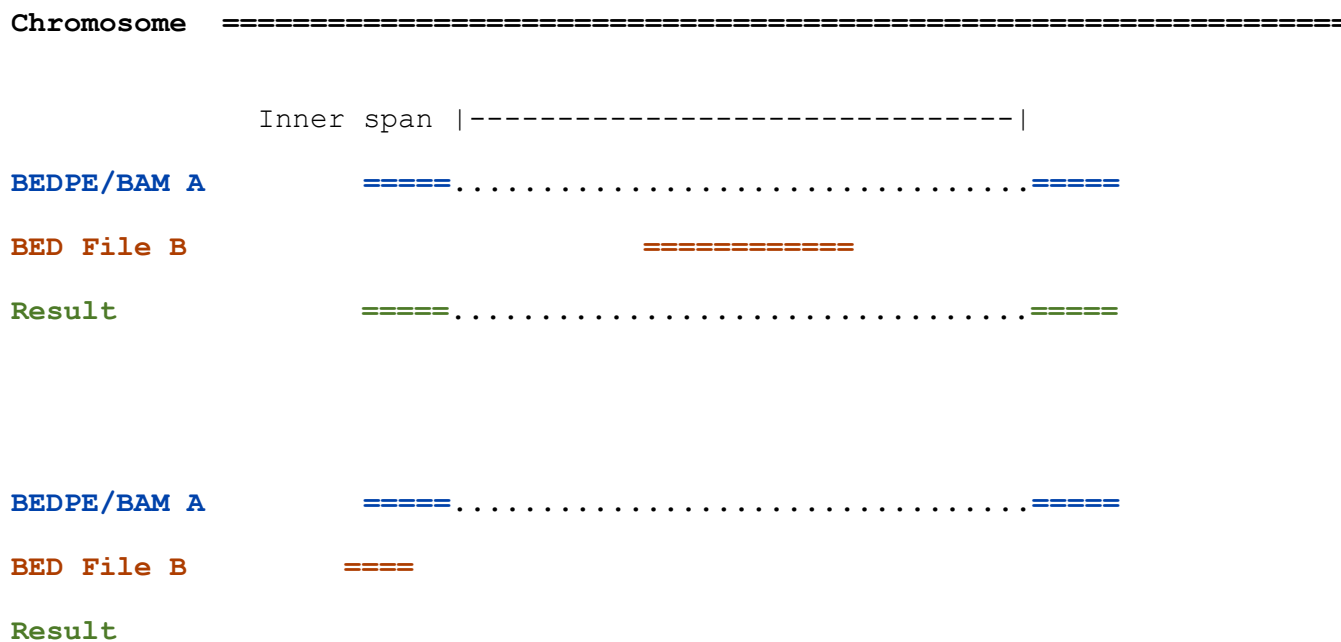 Chromosome ================================================================
Inner span |-------------------------------|
BEDPE/BAM A =====.................................=====
BED File B ============
Result =====.................................=====
BEDPE/BAM A =====.................................=====
BED File B ====
Result